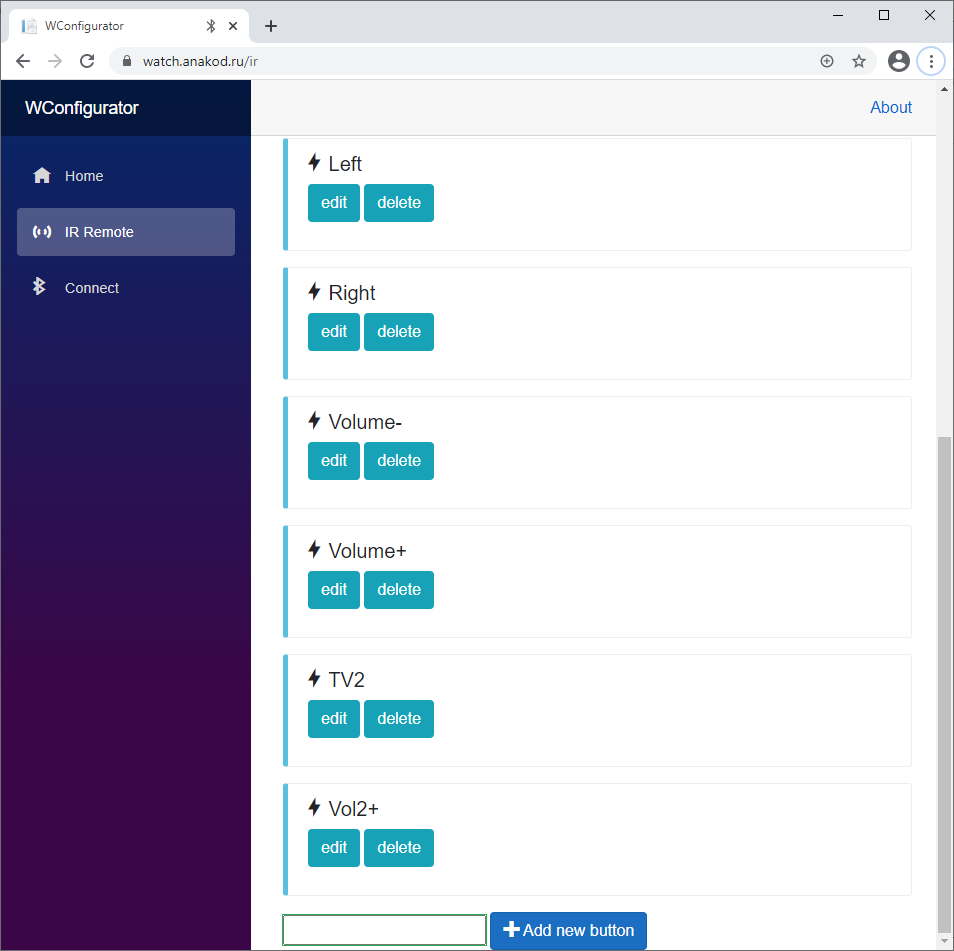 WConfigurator
watch.anakod.ru/ir
WConfigurator
About
Home
IR Remote
Connect
Left
edit delete
Right
edit delete
Volume-
edit delete
Volume+
edit delete
TV2
edit delete
Vol2+
edit delete
Add new button